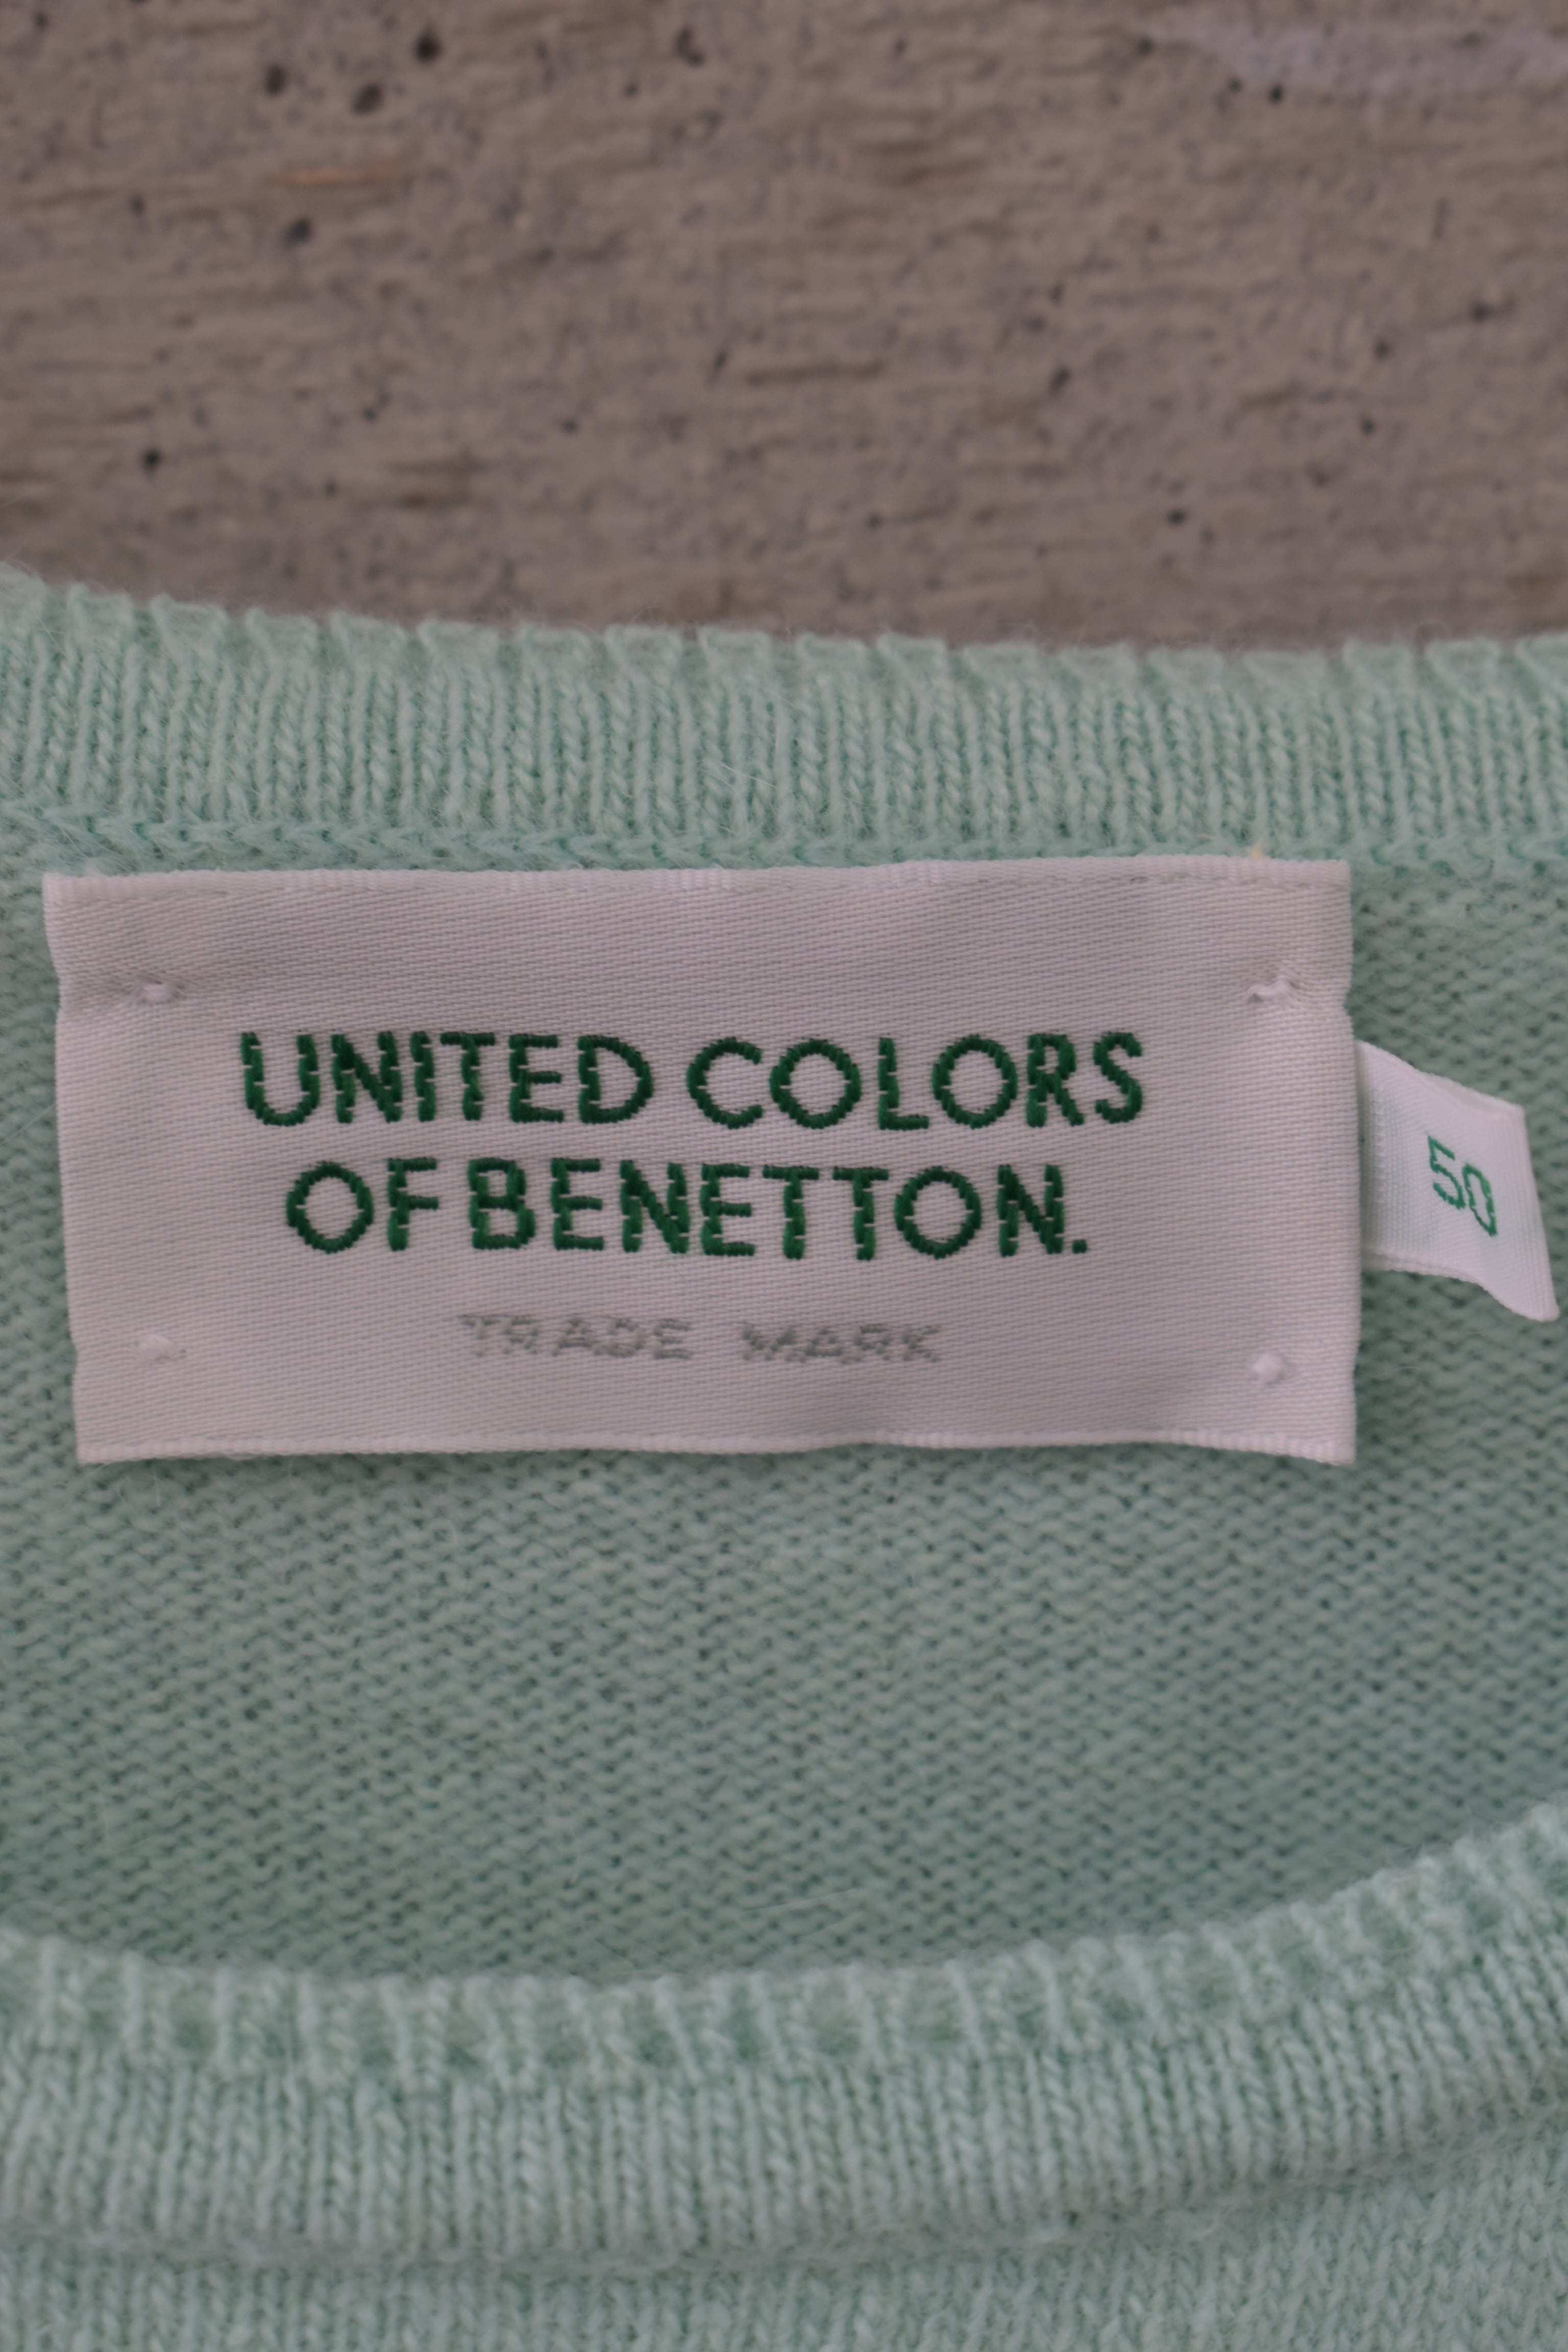 UNITED COLORS
OF BENETTON.
TRADE MARK
50